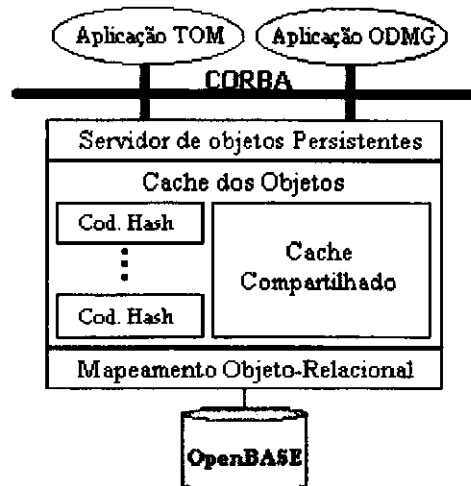 Aplicação TOM
Aplicação ODMG
CORBA
Servidor de objetos Persistentes
Cache dos Objetos
Cod. Hash
Cod. Hash
Cache
Compartilhado
Mapeamento Objeto-Relacional
OpenBASE